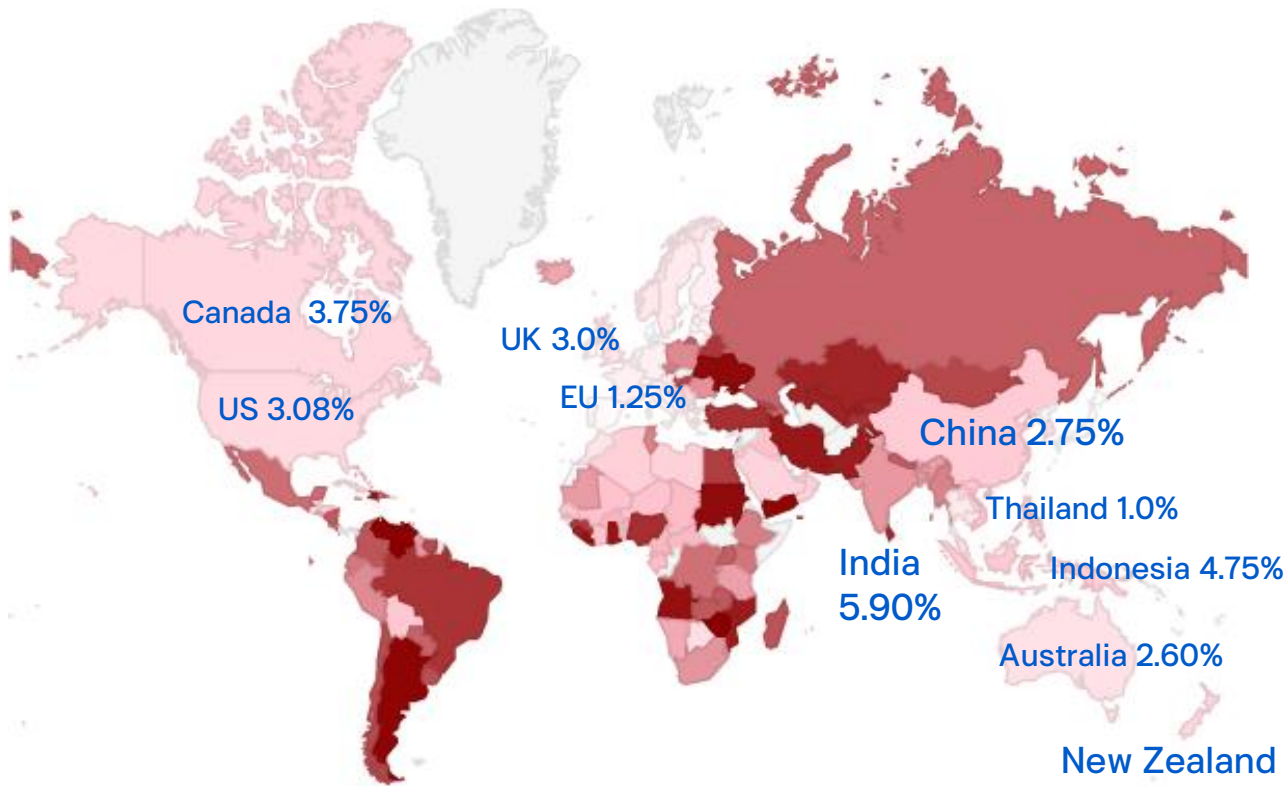 Canada 3.75%
UK 3.0%
EU 1.25%
US 3.08%
China 2.75%
Thailand 1.0%
India
5.90%
Indonesia 4.75%
Australia 2.60%
New Zealand